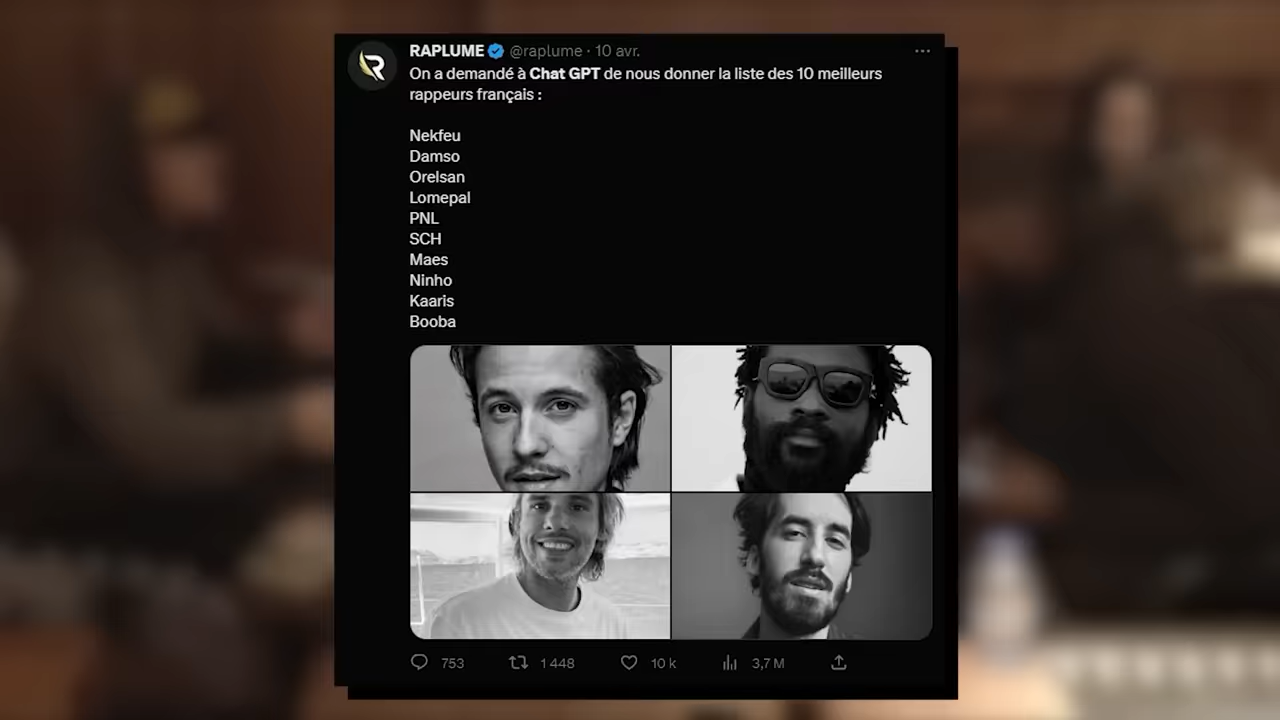 RAPLUME @raplume · 10 avr.
On a demandé à Chat GPT de nous donner la liste des 10 meilleurs
rappeurs français :
Nekfeu
Damso
Orelsan
Lomepal
PNL
SCH
Maes
Ninho
Kaaris
Booba
753 1 448 10 k 3,7 M